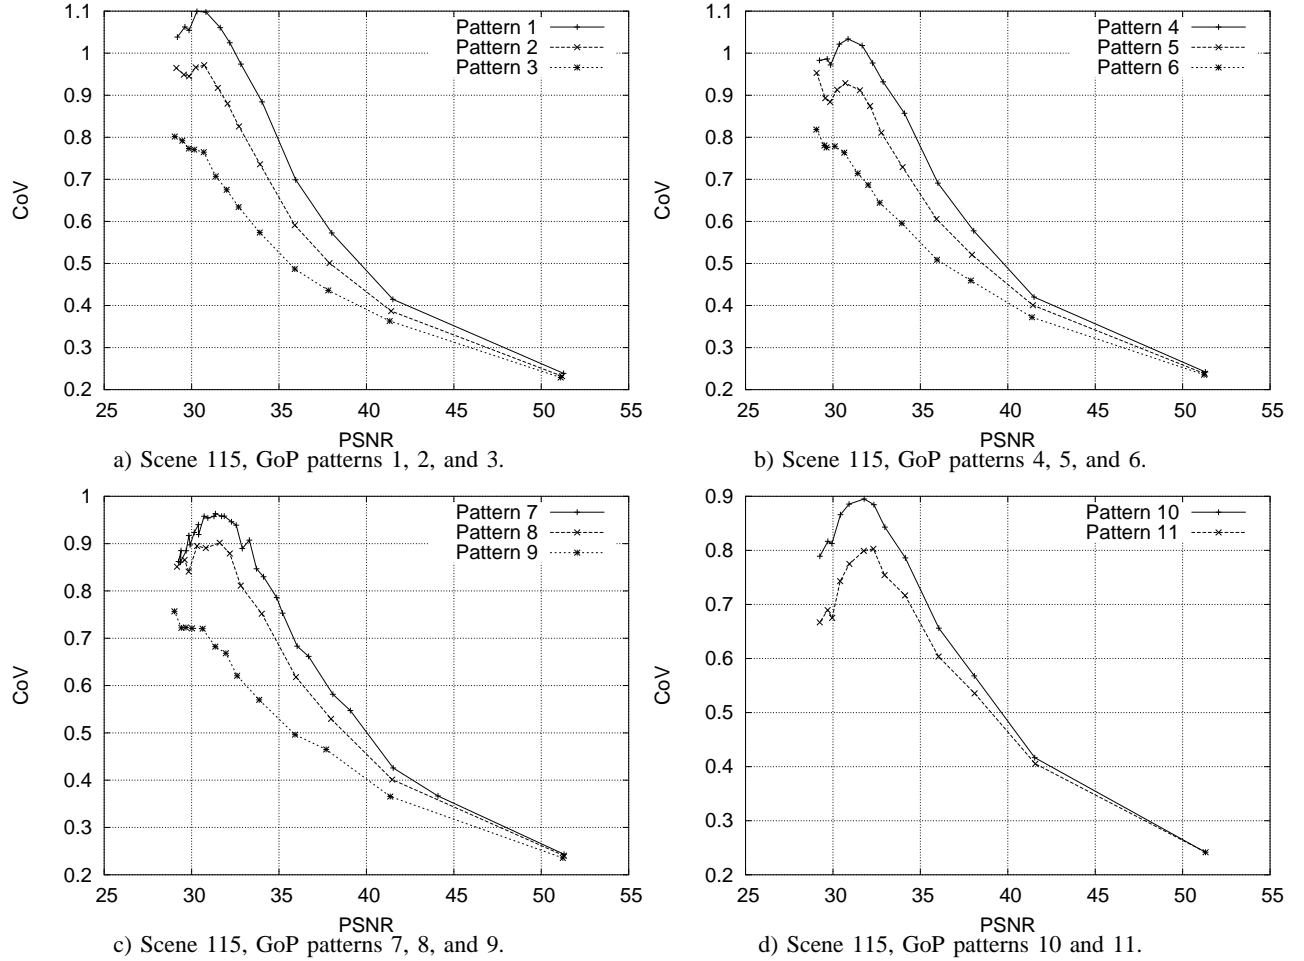 1.1
1
0.9
0.8
0.7
0.6
0.5
0.4
0.3
0.2
CoV
25 30 35 40 45 50 55
PSNR
Pattern 1
Pattern 2
Pattern 3
a) Scene 115, GoP patterns 1, 2, and 3.
1.1
1
0.9
0.8
0.7
0.6
0.5
0.4
0.3
0.2
CoV
25 30 35 40 45 50 55
PSNR
Pattern 4
Pattern 5
Pattern 6
b) Scene 115, GoP patterns 4, 5, and 6.
1
0.9
0.8
0.7
0.6
0.5
0.4
0.3
0.2
CoV
25 30 35 40 45 50 55
PSNR
Pattern 7
Pattern 8
Pattern 9
c) Scene 115, GoP patterns 7, 8, and 9.
0.9
0.8
0.7
0.6
0.5
0.4
0.3
0.2
CoV
25 30 35 40 45 50 55
PSNR
Pattern 10
Pattern 11
d) Scene 115, GoP patterns 10 and 11.